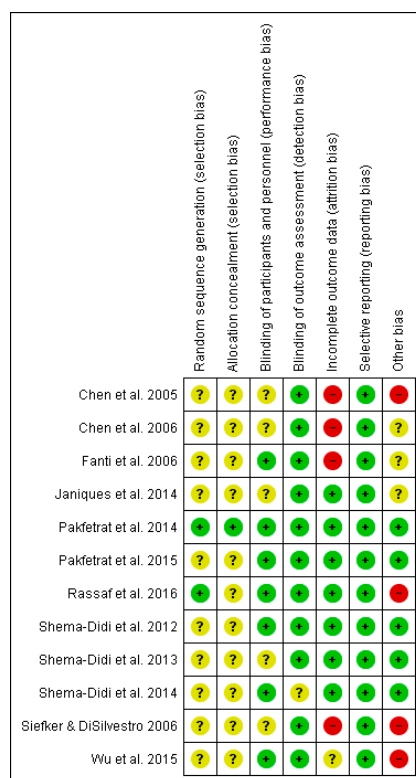 Random sequence generation (selection bias)
Allocation concealment (selection bias)
Blinding of participants and personnel (performance bias)
Blinding of outcome assessment (detection bias)
Incomplete outcome data (attrition bias)
Selective reporting (reporting bias)
Other bias
Chen et al. 2005 ? ? ? + - + -
Chen et al. 2006 ? ? ? + - + ?
Fanti et al. 2006 ? ? + + - + ?
Janiques et al. 2014 ? ? ? + + + ?
Pakfetrat et al. 2014 + + + + + + +
Pakfetrat et al. 2015 ? ? + + + + +
Rassaf et al. 2016 + ? + + + + -
Shema-Didi et al. 2012 ? ? + + + + +
Shema-Didi et al. 2013 ? ? ? + + + +
Shema-Didi et al. 2014 ? ? + ? + + +
Siefker & DiSilvestro 2006 ? ? ? + - + -
Wu et al. 2015 ? ? + + ? + -